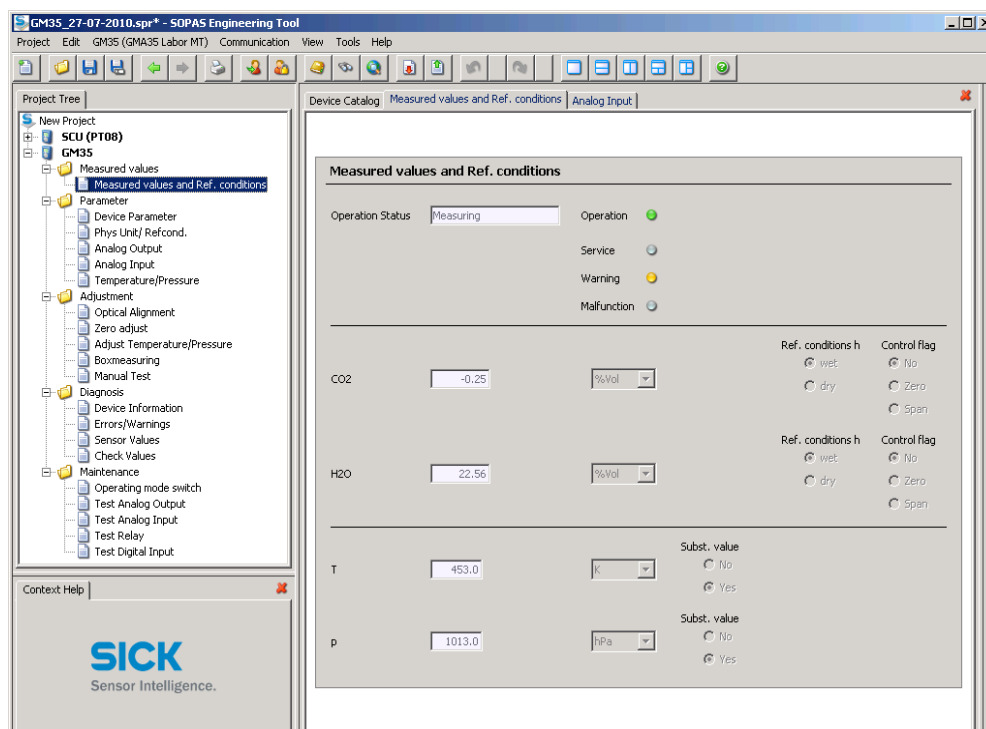 GM35_27-07-2010.spr* - SOPAS Engineering Tool
Project Edit GM35 (GMA35 Labor MT) Communication View Tools Help
Project Tree
New Project
SCU (PT08)
GM35
Measured values
Measured values and Ref. conditions
Parameter
Device Parameter
Phys Unit/ Refcond.
Analog Output
Analog Input
Temperature/Pressure
Adjustment
Optical Alignment
Zero adjust
Adjust Temperature/Pressure
Boxmeasuring
Manual Test
Diagnosis
Device Information
Errors/Warnings
Sensor Values
Check Values
Maintenance
Operating mode switch
Test Analog Output
Test Analog Input
Test Relay
Test Digital Input
Context Help
SICK
Sensor Intelligence.
Device Catalog Measured values and Ref. conditions Analog Input
Measured values and Ref. conditions
Operation Status Measuring Operation
Service
Warning
Malfunction
Ref. conditions h Control flag
wet No
CO2 -0.25 %Vol dry Zero
Span
Ref. conditions h Control flag
wet No
H2O 22.56 %Vol dry Zero
Span
Subst. value
No
T 453.0 K
Yes
Subst. value
No
p 1013.0 hPa
Yes